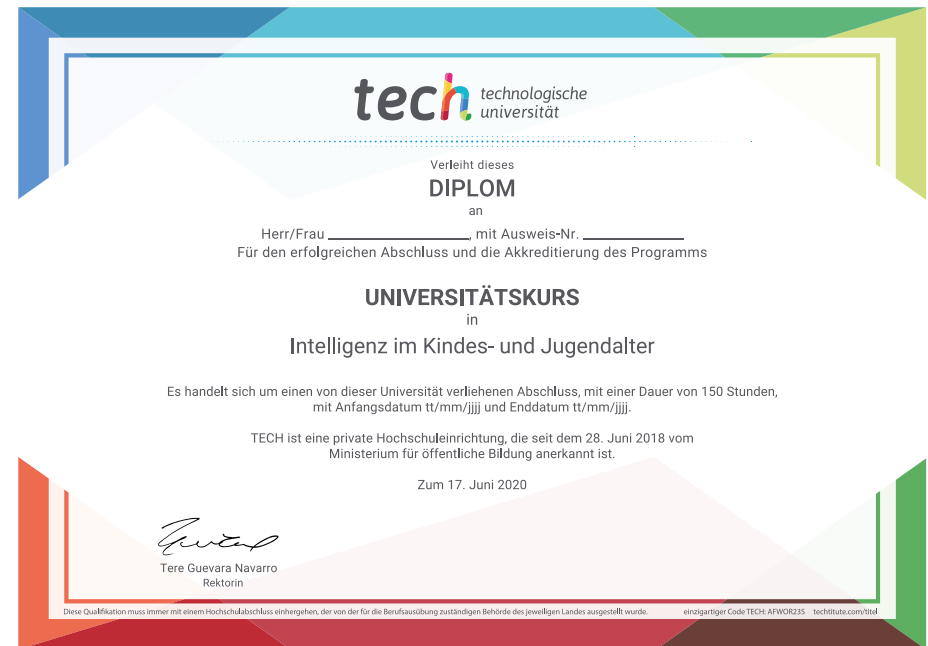 tech technologische
universität
Verleiht dieses
DIPLOM
an
Herr/Frau ____________________, mit Ausweis-Nr. ______________
Für den erfolgreichen Abschluss und die Akkreditierung des Programms
UNIVERSITÄTSKURS
in
Intelligenz im Kindes- und Jugendalter
Es handelt sich um einen von dieser Universität verliehenen Abschluss, mit einer Dauer von 150 Stunden,
mit Anfangsdatum tt/mm/jjjj und Enddatum tt/mm/jjjj.
TECH ist eine private Hochschuleinrichtung, die seit dem 28. Juni 2018 vom
Ministerium für öffentliche Bildung anerkannt ist.
Zum 17. Juni 2020
Tere Guevara Navarro
Rektorin
Diese Qualifikation muss immer mit einem Hochschulabschluss einhergehen, der von der für die Berufsausübung zuständigen Behörde des jeweiligen Landes ausgestellt wurde. einzigartiger Code TECH: AFWOR23S techtitute.com/titel